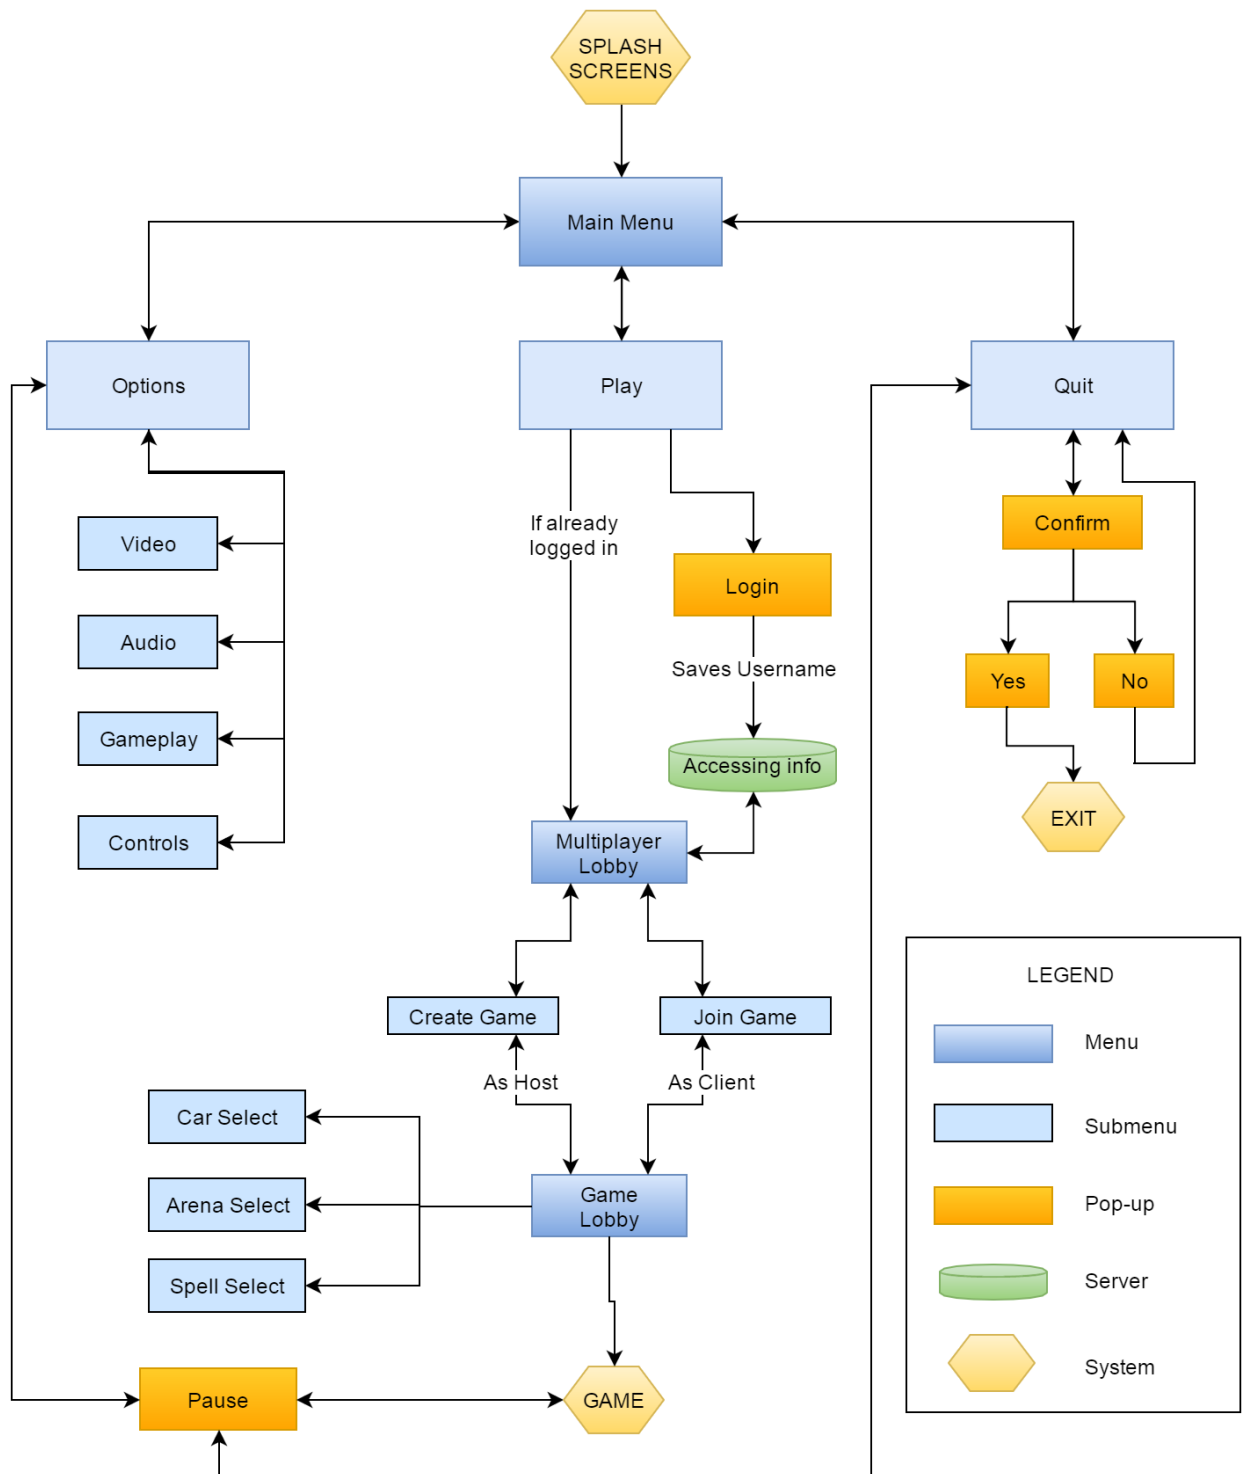 SPLASH
SCREENS
Main Menu
Options
Play
Quit
If already
logged in
Video
Confirm
Login
Audio
Saves Username
Yes
No
Gameplay
Accessing info
EXIT
Controls
Multiplayer
Lobby
LEGEND
Create Game
Join Game
Menu
As Host
As Client
Car Select
Submenu
Arena Select
Game
Lobby
Pop-up
Spell Select
Server
System
Pause
GAME